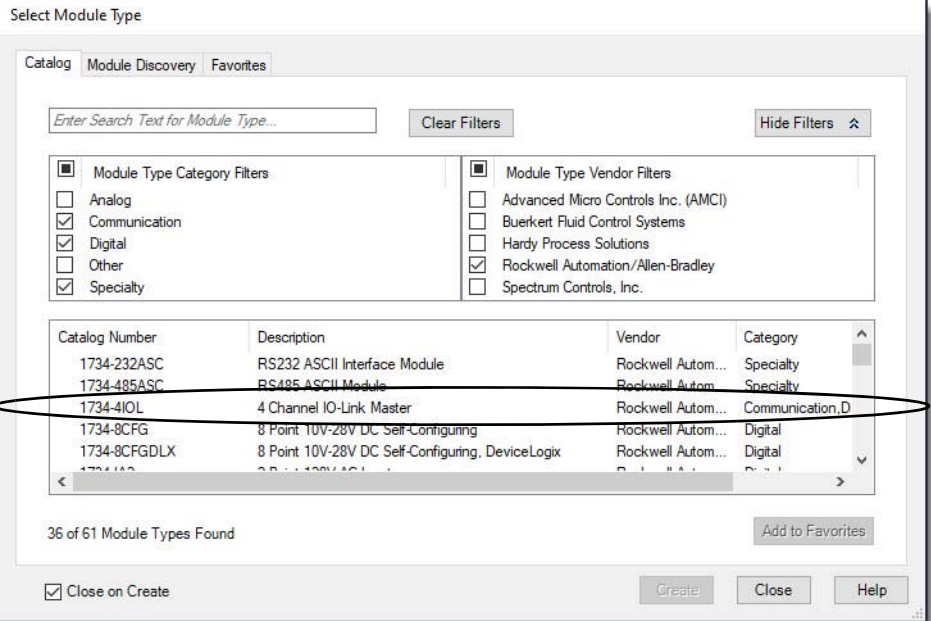 Select Module Type
Catalog Module Discovery Favorites
Enter Search Text for Module Type...
Clear Filters
Hide Filters
Module Type Category Filters
Analog
Communication
Digital
Other
Specialty
Module Type Vendor Filters
Advanced Micro Controls Inc. (AMCI)
Buerkert Fluid Control Systems
Hardy Process Solutions
Rockwell Automation/Allen-Bradley
Spectrum Controls, Inc.
Catalog Number Description Vendor Category
1734-232ASC RS232 ASCII Interface Module Rockwell Autom... Specialty
1734-485ASC RS485 ASCII Module Rockwell Autom... Specialty
1734-4IOL 4 Channel IO-Link Master Rockwell Autom... Communication,D
1734-8CFG 8 Point 10V-28V DC Self-Configuring Rockwell Autom... Digital
1734-8CFGDLX 8 Point 10V-28V DC Self-Configuring, DeviceLogix Rockwell Autom... Digital
36 of 61 Module Types Found
Add to Favorites
Close on Create
Create
Close
Help